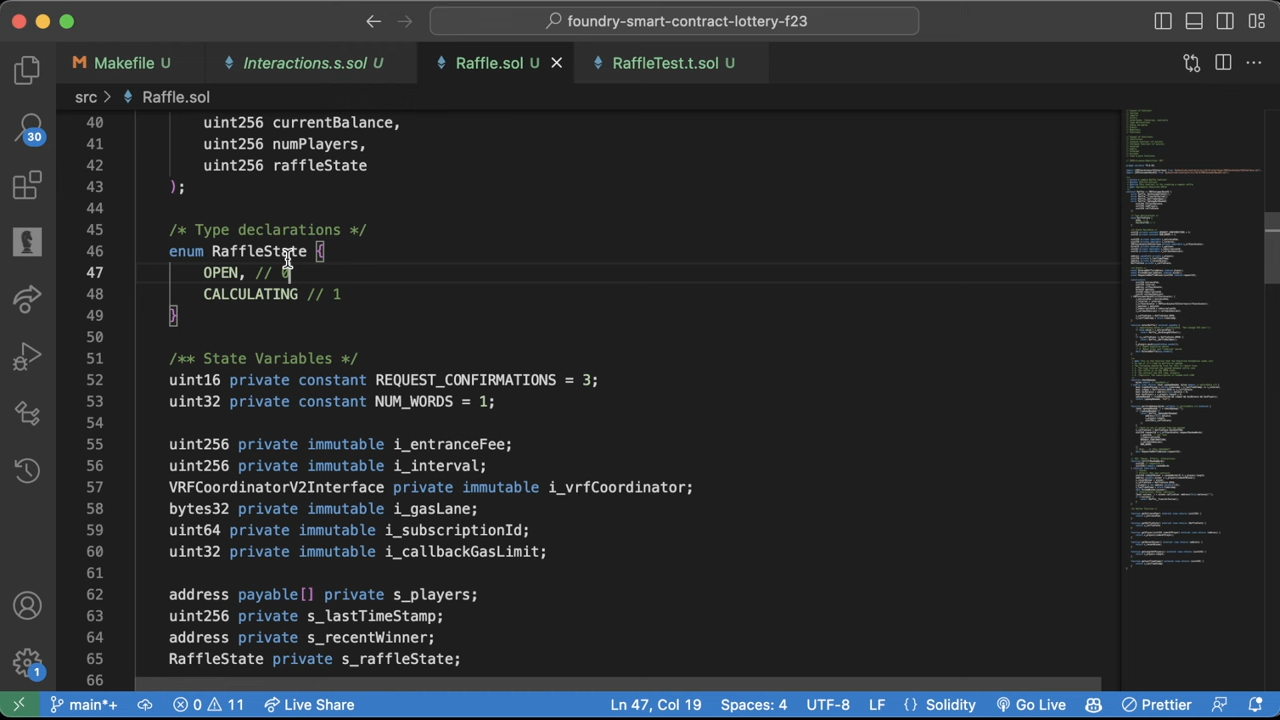 foundry-smart-contract-lottery-f23
Makefile U
Interactions.s.sol U
Raffle.sol U
RaffleTest.t.sol U
src > Raffle.sol
30
40 uint256 currentBalance,
41 uint256 numPlayers,
42 uint256 raffleState
43 );
44
45 /* Type declarations */
46 enum RaffleState {
47 OPEN, // 0
48 CALCULATING // 1
49 }
50
51 /** State Variables */
52 uint16 private constant REQUEST_CONFIRMATIONS = 3;
53 uint32 private constant NUM_WORDS = 1;
54
55 uint256 private immutable i_entranceFee;
56 uint256 private immutable i_interval;
57 VRFCoordinatorV2Interface private immutable i_vrfCoordinator;
58 bytes32 private immutable i_gasLane;
59 uint64 private immutable i_subscriptionId;
60 uint32 private immutable i_callbackGasLimit;
61
62 address payable[] private s_players;
63 uint256 private s_lastTimeStamp;
64 address private s_recentWinner;
65 RaffleState private s_raffleState;
66
1
main*+ 0 11 Live Share Ln 47, Col 19 Spaces: 4 UTF-8 LF {} Solidity Go Live Prettier